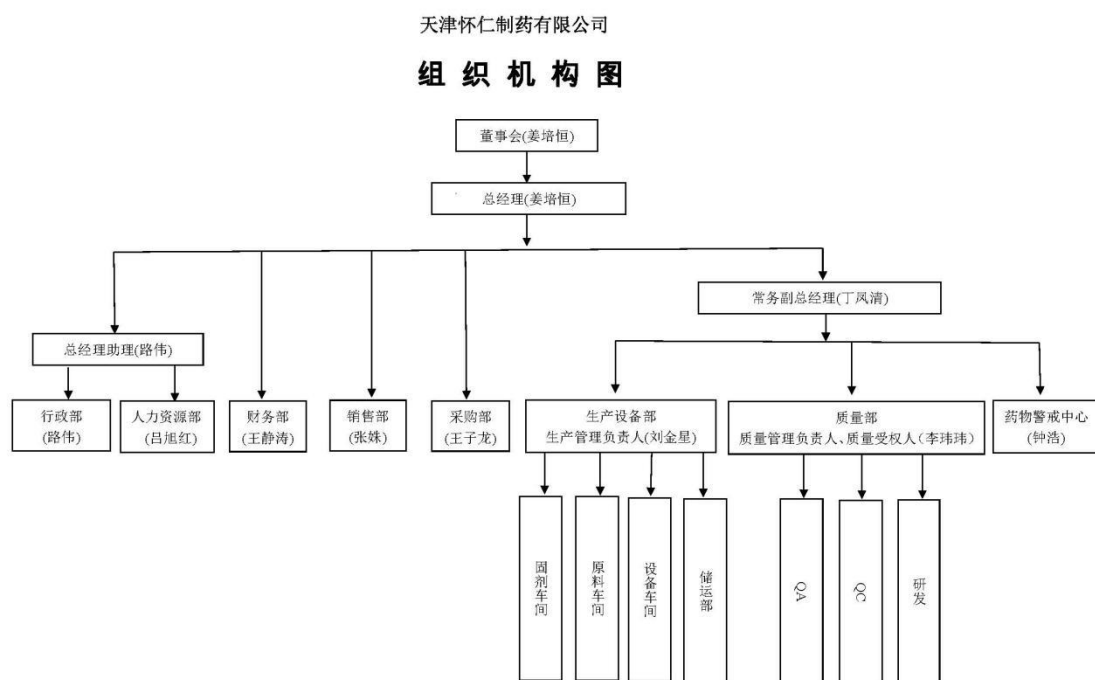 天津怀仁制药有限公司
组织机构图
董事会(姜培恒)
总经理(姜培恒)
常务副总经理(丁凤清)
总经理助理(路伟)
行政部
(路伟)
人力资源部
(吕旭红)
财务部
(王静涛)
销售部
(张姝)
采购部
(王子龙)
生产设备部
生产管理负责人(刘金星)
质量部
质量管理负责人、质量受权人(李玮玮)
药物警戒中心
(钟浩)
固剂车间
原料车间
设备车间
储运部
QA
QC
研发